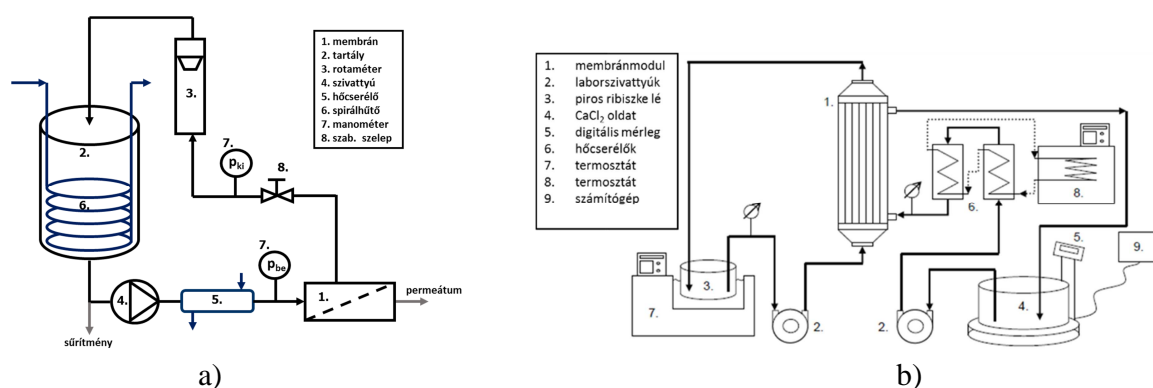 1. membrán
2. tartály
3. rotaméter
4. szivattyú
5. hőcserélő
6. spirálhűtő
7. manométer
8. szab. szelep
3.
2.
7.
pki
8.
6.
7.
pbe
4.
5.
1.
permeátum
sűrítmény
a)
1. membránmodul
2. laborszivattyúk
3. piros ribiszke lé
4. CaCl2 oldat
5. digitális mérleg
6. hőcserélők
7. termosztát
8. termosztát
9. számítógép
1.
6.
8.
5.
9.
3.
4.
7.
2.
2.
b)